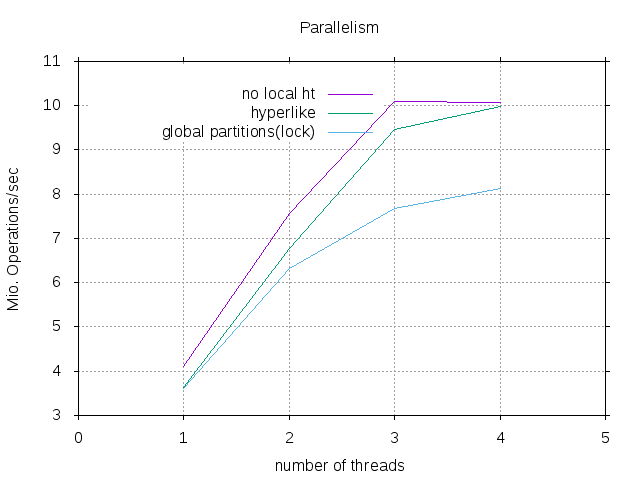 Parallelism
11
10
9
8
7
6
5
4
3
Mio. Operations/sec
no local ht
hyperlike
global partitions(lock)
0 1 2 3 4 5
number of threads